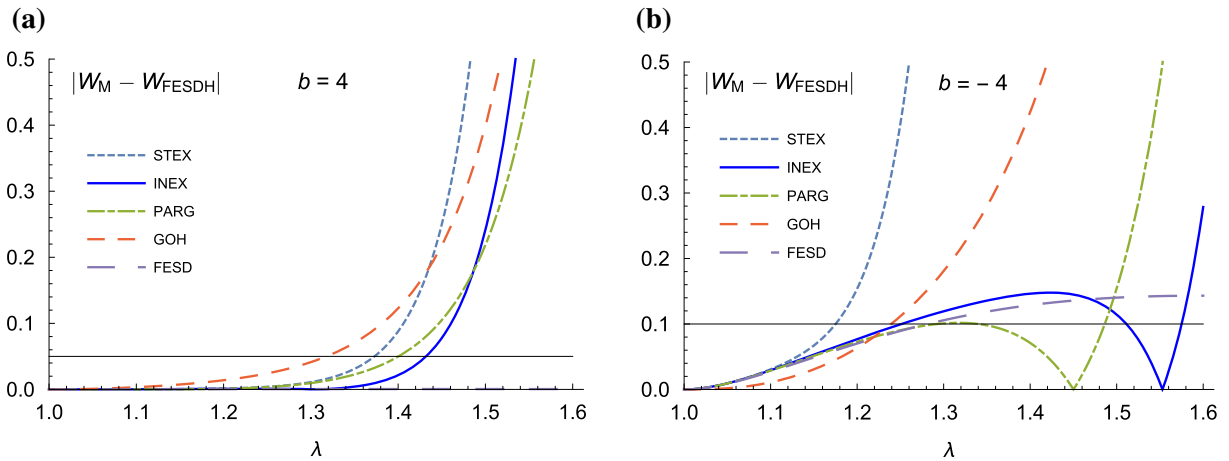 (a)
|W_M − W_FESDH| b = 4
STEX
INEX
PARG
GOH
FESD
0.5
0.4
0.3
0.2
0.1
0.0
1.0 1.1 1.2 1.3 1.4 1.5 1.6
λ
(b)
|W_M − W_FESDH| b = − 4
STEX
INEX
PARG
GOH
FESD
0.5
0.4
0.3
0.2
0.1
0.0
1.0 1.1 1.2 1.3 1.4 1.5 1.6
λ